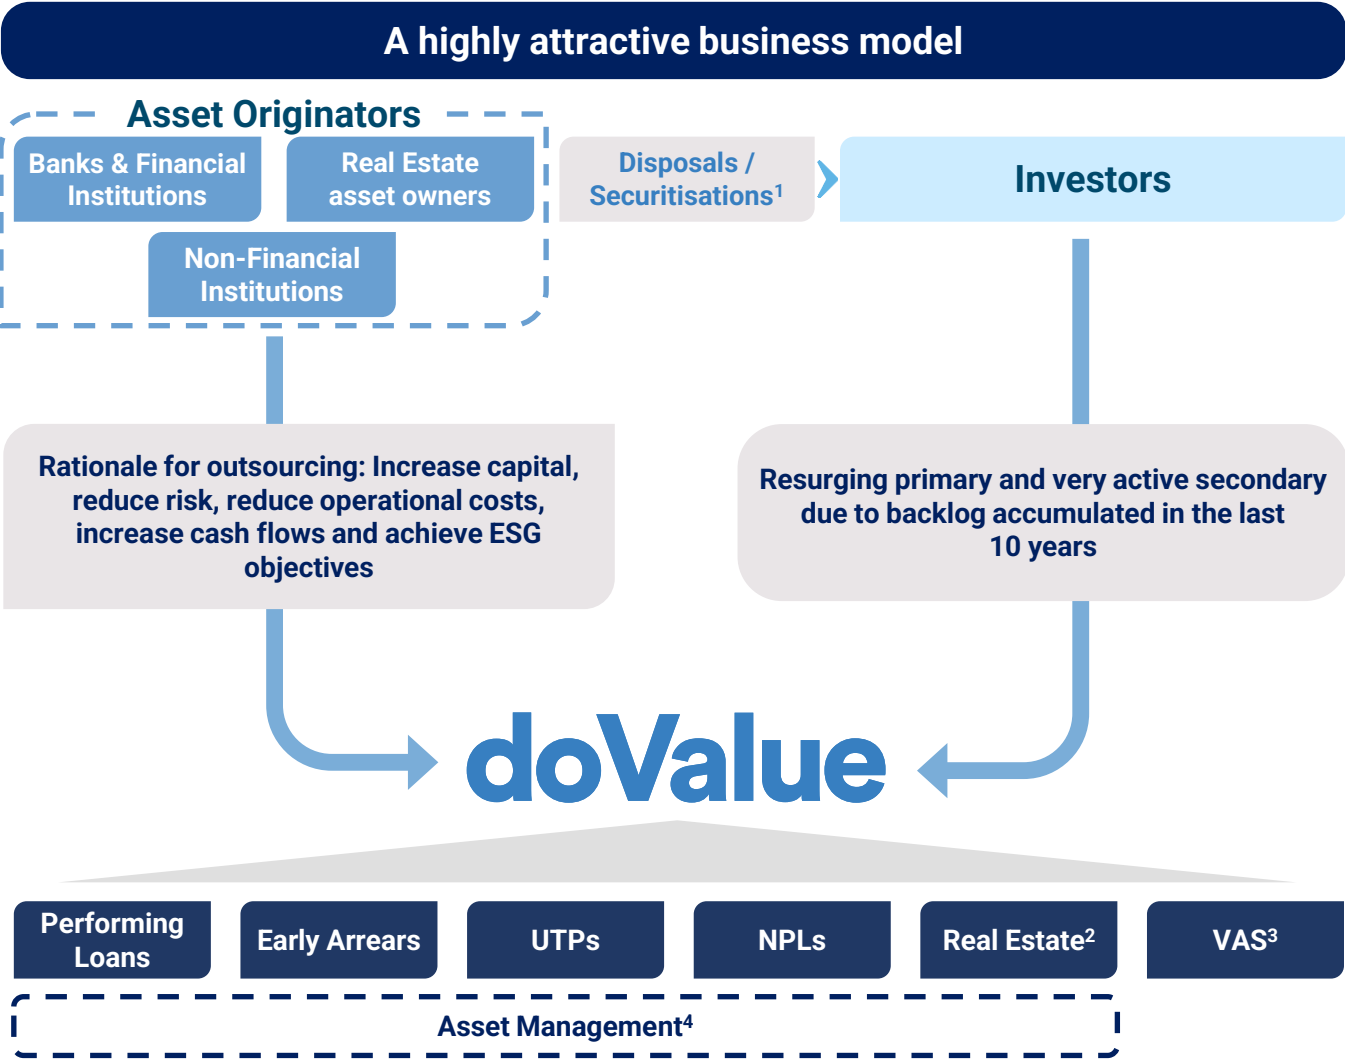 A highly attractive business model
Asset Originators
Banks & Financial
Institutions
Real Estate
asset owners
Non-Financial
Institutions
Disposals /
Securitisations¹
Investors
Rationale for outsourcing: Increase capital,
reduce risk, reduce operational costs,
increase cash flows and achieve ESG
objectives
Resurging primary and very active secondary
due to backlog accumulated in the last
10 years
doValue
Performing
Loans
Early Arrears
UTPs
NPLs
Real Estate²
VAS³
Asset Management⁴